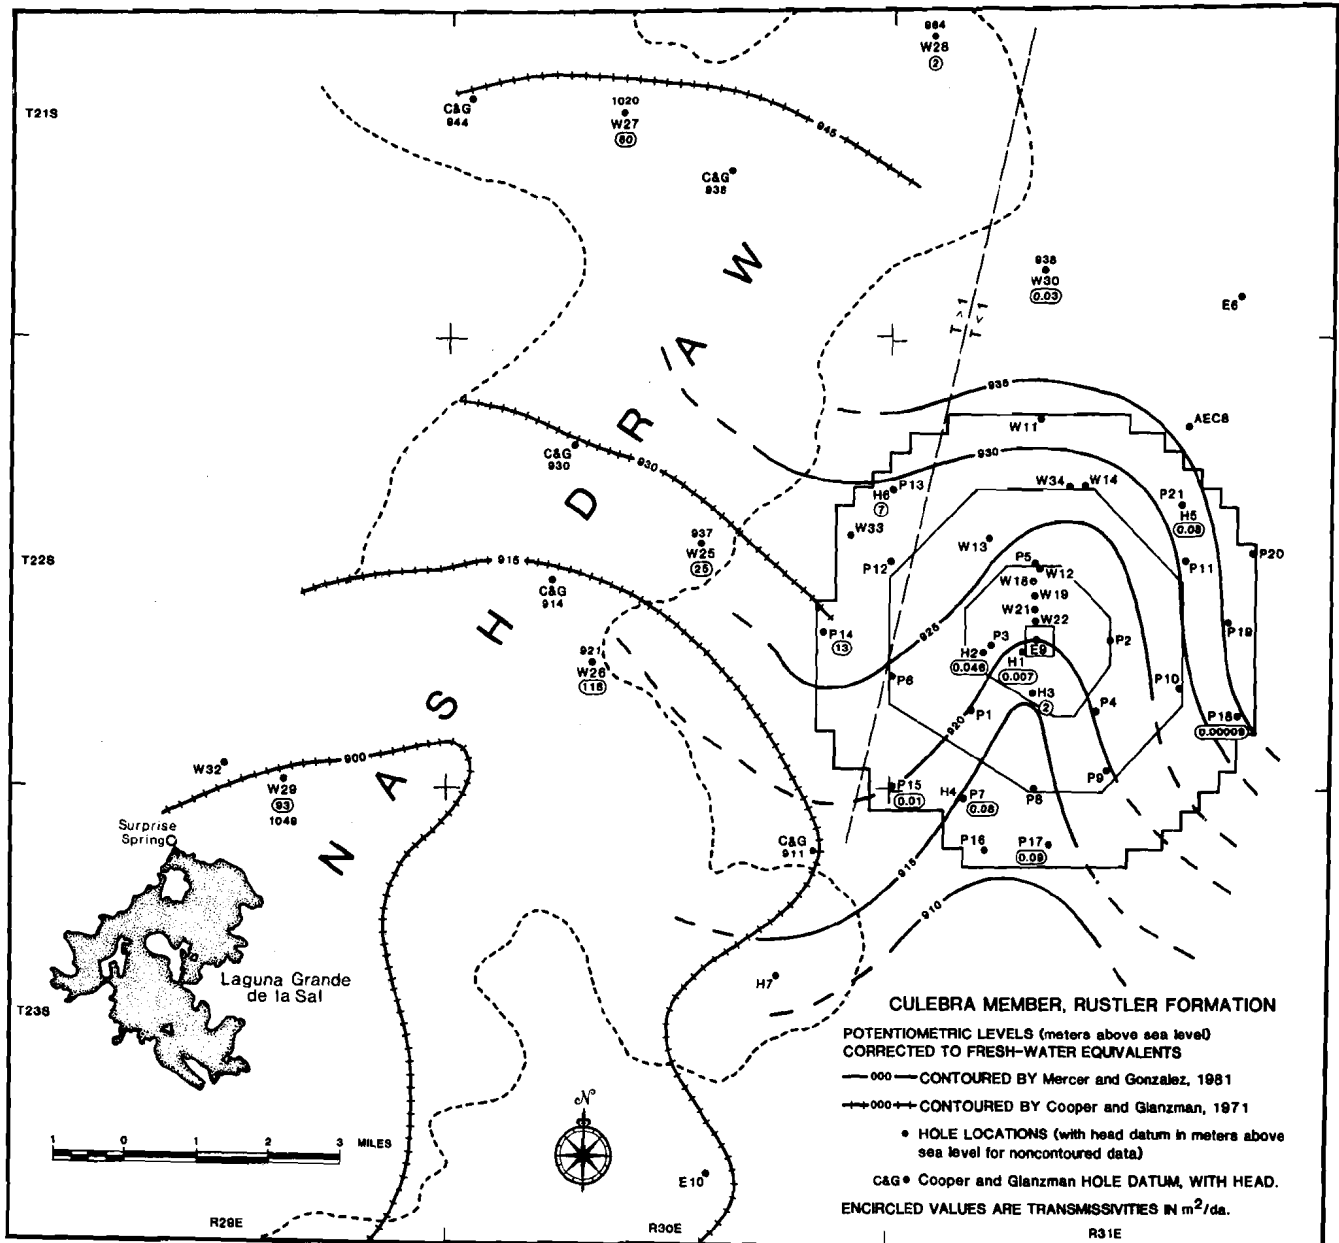 984
W28
2
T21S
C&G
944
1020
W27
60
945
C&G
938
938
W30
0.03
E6
T > 1
T < 1
NASH DRAW
935
AEC8
W11
930
C&G
930
930
P13
H6
7
W34
W14
P21
H5
0.08
W33
W13
937
W25
25
T22S
P20
P12
P5
W12
P11
W18
915
C&G
914
W19
W21
W22
P14
13
925
P3
E9
P2
P19
H2
0.046
H1
0.007
921
W26
118
P6
H3
2
P10
P1
920
P4
P18
0.00009
W32
900
W29
93
1049
P9
P15
0.01
H4
P7
0.08
P8
Surprise
Spring
C&G
911
P16
P17
0.09
915
910
Laguna Grande
de la Sal
H7
T23S
CULEBRA MEMBER, RUSTLER FORMATION
POTENTIOMETRIC LEVELS (meters above sea level)
CORRECTED TO FRESH-WATER EQUIVALENTS
000 CONTOURED BY Mercer and Gonzalez, 1981
000 CONTOURED BY Cooper and Glanzman, 1971
• HOLE LOCATIONS (with head datum in meters above
sea level for noncontoured data)
C&G • Cooper and Glanzman HOLE DATUM, WITH HEAD.
ENCIRCLED VALUES ARE TRANSMISSIVITIES IN m²/da.
N
1 0 1 2 3 MILES
E10
R29E
R30E
R31E